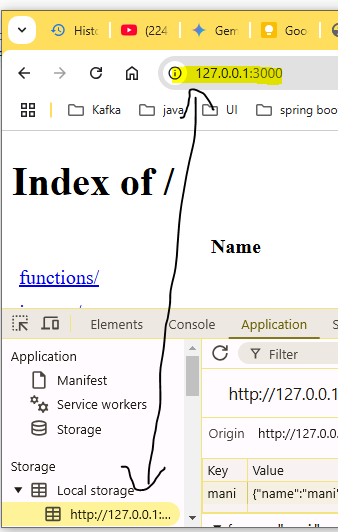 Histo
(224
Gem
Goo
127.0.0.1:3000
Kafka
java
UI
spring boo
Index of /
Name
functions/
Elements
Console
Application
Application
Filter
Manifest
Service workers
Storage
http://127.0.0.1
Origin http://127.0.0.
Storage
Key Value
Local storage
mani {"name":"mani"
http://127.0.0.1:...